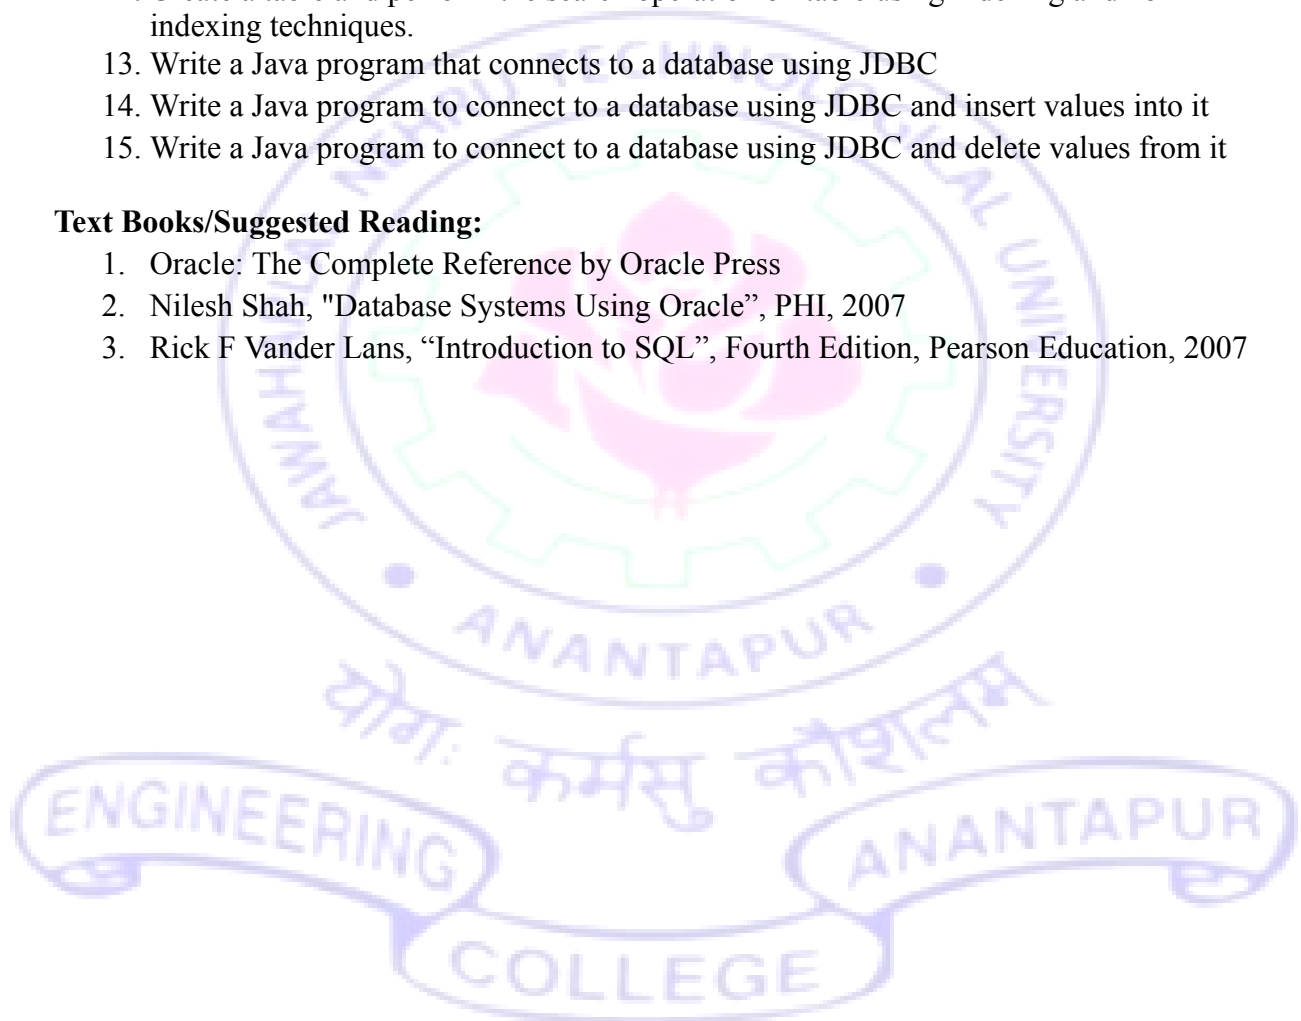 indexing techniques.
13. Write a Java program that connects to a database using JDBC
14. Write a Java program to connect to a database using JDBC and insert values into it
15. Write a Java program to connect to a database using JDBC and delete values from it
Text Books/Suggested Reading:
1. Oracle: The Complete Reference by Oracle Press
2. Nilesh Shah, "Database Systems Using Oracle”, PHI, 2007
3. Rick F Vander Lans, “Introduction to SQL”, Fourth Edition, Pearson Education, 2007
TECHNOLOGICAL UNIVERSITY
ANANTAPUR
योगः कर्मसु कौशलम
ENGINEERING
COLLEGE
ANANTAPUR